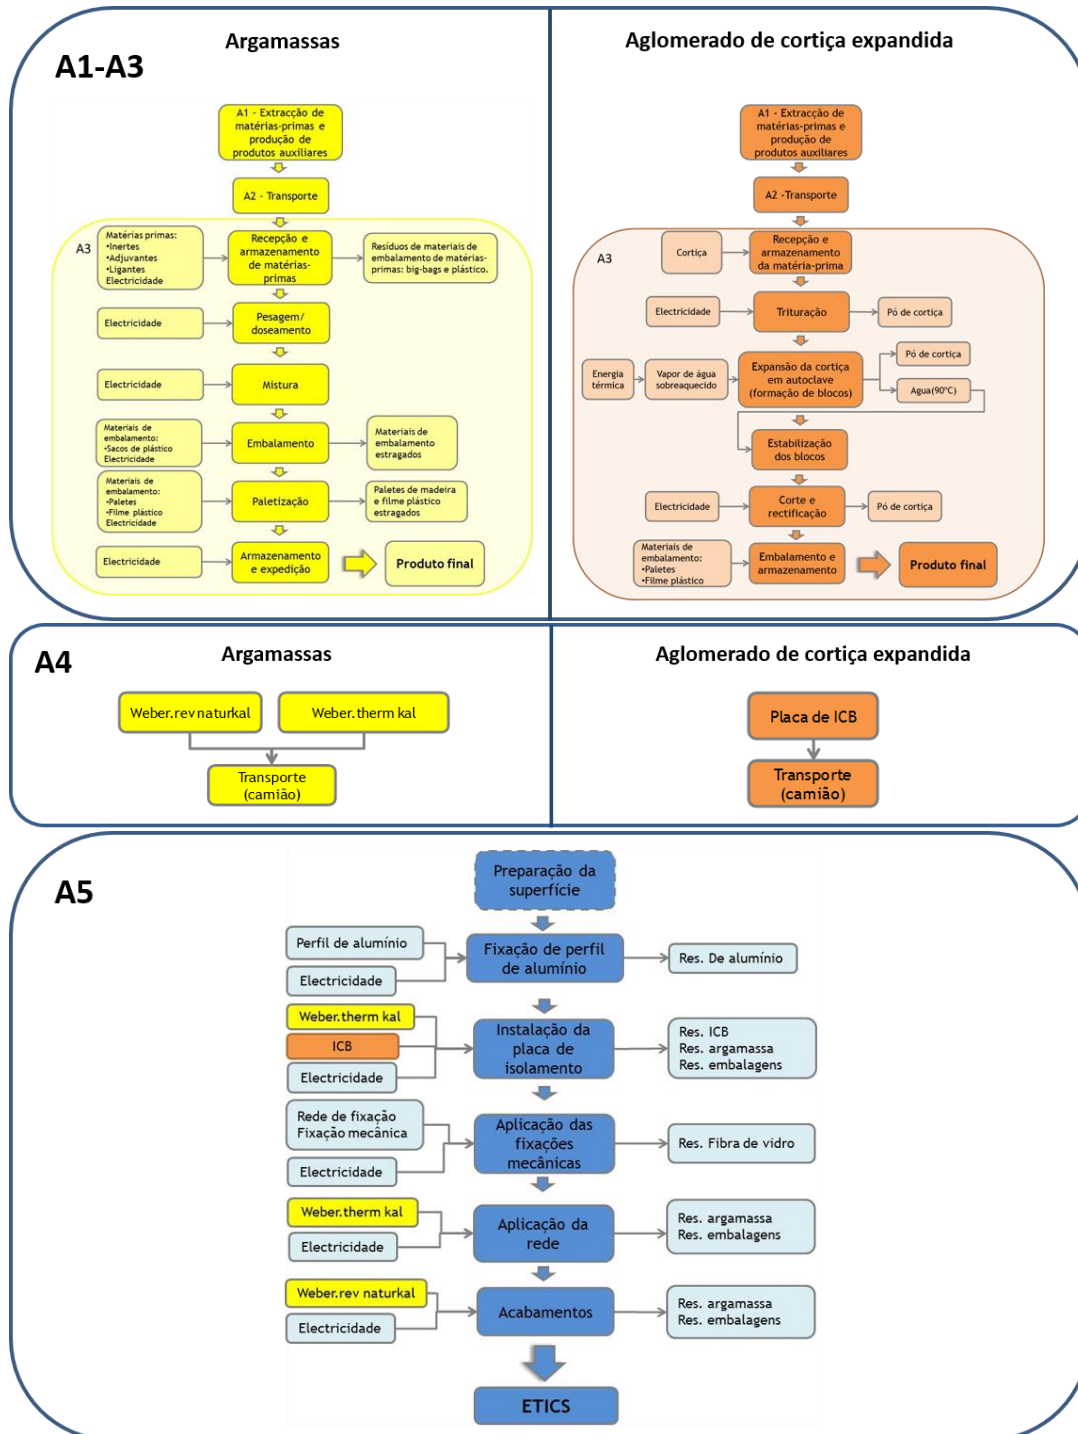 A1-A3
Argamassas
A1 - Extracção de
matérias-primas e
produção de
produtos auxiliares
A2 - Transporte
A3
Matérias primas:
•Inertes
•Adjuvantes
•Ligantes
Electricidade
Recepção e
armazenamento
de matérias-
primas
Resíduos de materiais de
embalamento de matérias-
primas: big-bags e plástico.
Electricidade
Pesagem/
doseamento
Electricidade
Mistura
Materiais de
embalamento:
•Sacos de plástico
Electricidade
Embalamento
Materiais de
embalamento
estragados
Materiais de
embalamento:
•Paletes
•Filme plástico
Electricidade
Paletização
Paletes de madeira
e filme plástico
estragados
Electricidade
Armazenamento
e expedição
Produto final
Aglomerado de cortiça expandida
A1 - Extracção de
matérias-primas e
produção de
produtos auxiliares
A2 -Transporte
A3
Cortiça
Recepção e
armazenamento
da matéria-prima
Electricidade
Trituração
Pó de cortiça
Energia
térmica
Vapor de água
sobreaquecido
Expansão da cortiça
em autoclave
(formação de blocos)
Pó de cortiça
Agua(90ºC)
Estabilização
dos blocos
Electricidade
Corte e
rectificação
Pó de cortiça
Materiais de
embalamento:
•Paletes
•Filme plástico
Embalamento e
armazenamento
Produto final
A4
Argamassas
Weber.rev naturkal
Weber.therm kal
Transporte
(camião)
Aglomerado de cortiça expandida
Placa de ICB
Transporte
(camião)
A5
Preparação da
superfície
Perfil de alumínio
Electricidade
Fixação de perfil
de alumínio
Res. De alumínio
Weber.therm kal
ICB
Electricidade
Instalação da
placa de
isolamento
Res. ICB
Res. argamassa
Res. embalagens
Rede de fixação
Fixação mecânica
Electricidade
Aplicação das
fixações
mecânicas
Res. Fibra de vidro
Weber.therm kal
Electricidade
Aplicação da
rede
Res. argamassa
Res. embalagens
Weber.rev naturkal
Electricidade
Acabamentos
Res. argamassa
Res. embalagens
ETICS